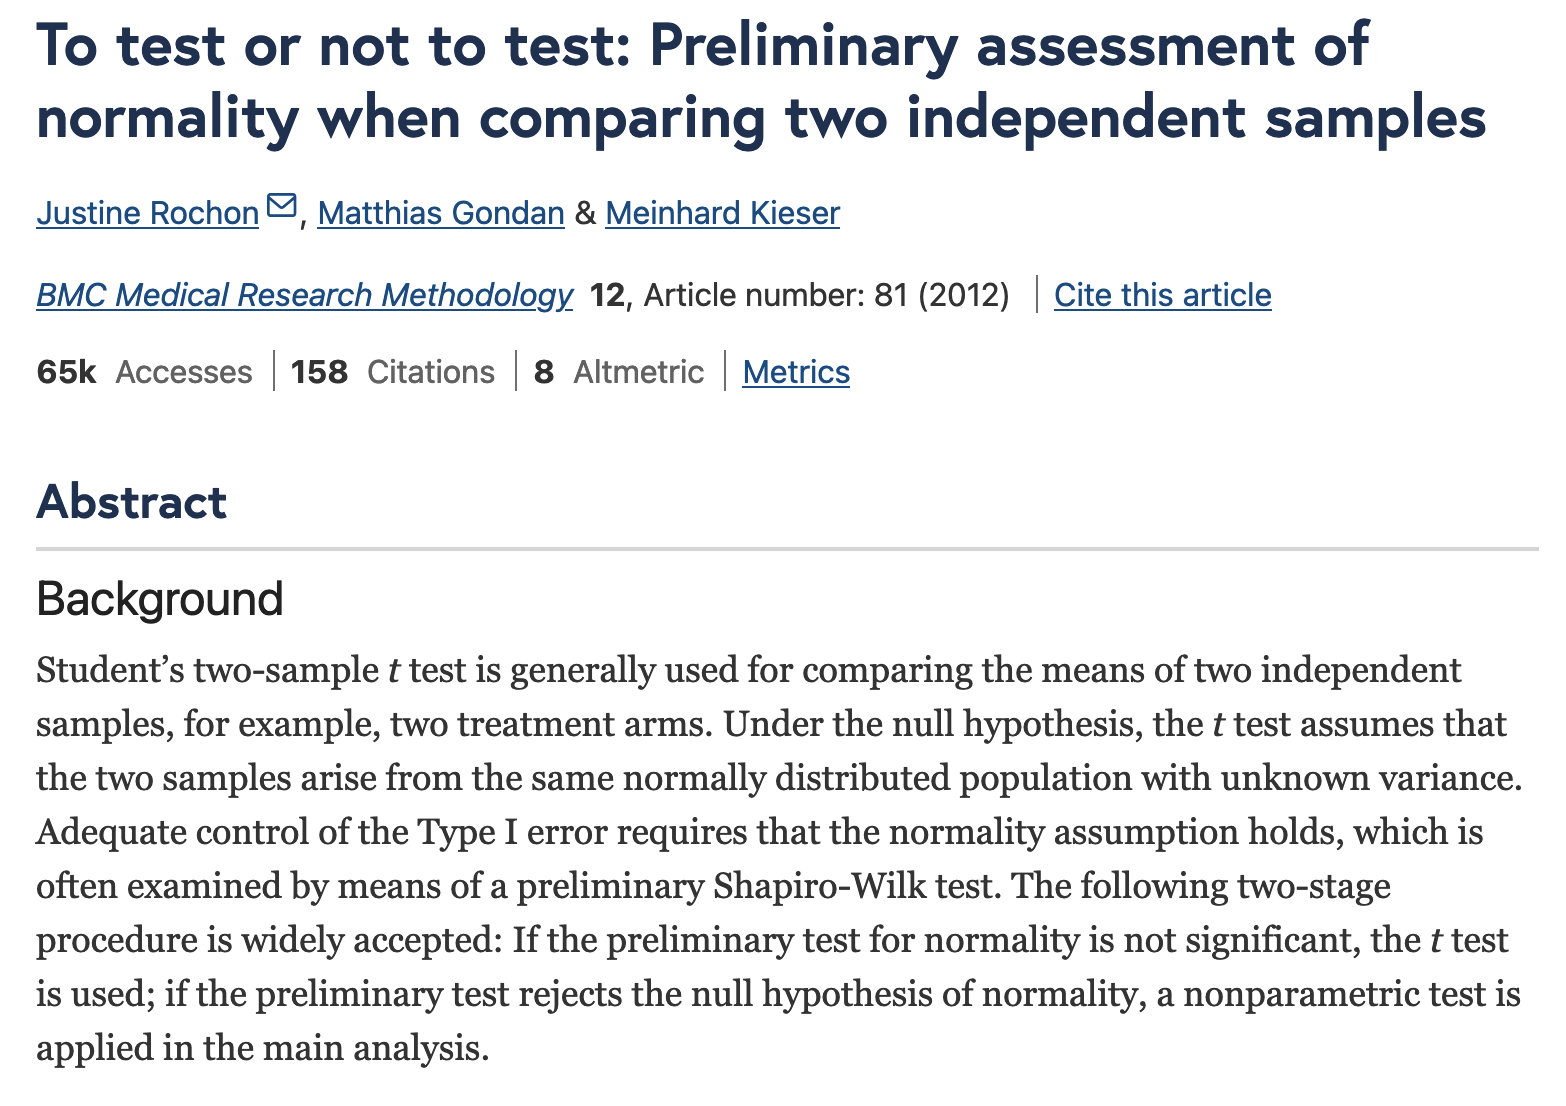 To test or not to test: Preliminary assessment of
normality when comparing two independent samples
Justine Rochon, Matthias Gondan & Meinhard Kieser
BMC Medical Research Methodology 12, Article number: 81 (2012) Cite this article
65k Accesses 158 Citations 8 Altmetric Metrics
Abstract
Background
Student’s two-sample t test is generally used for comparing the means of two independent
samples, for example, two treatment arms. Under the null hypothesis, the t test assumes that
the two samples arise from the same normally distributed population with unknown variance.
Adequate control of the Type I error requires that the normality assumption holds, which is
often examined by means of a preliminary Shapiro-Wilk test. The following two-stage
procedure is widely accepted: If the preliminary test for normality is not significant, the t test
is used; if the preliminary test rejects the null hypothesis of normality, a nonparametric test is
applied in the main analysis.